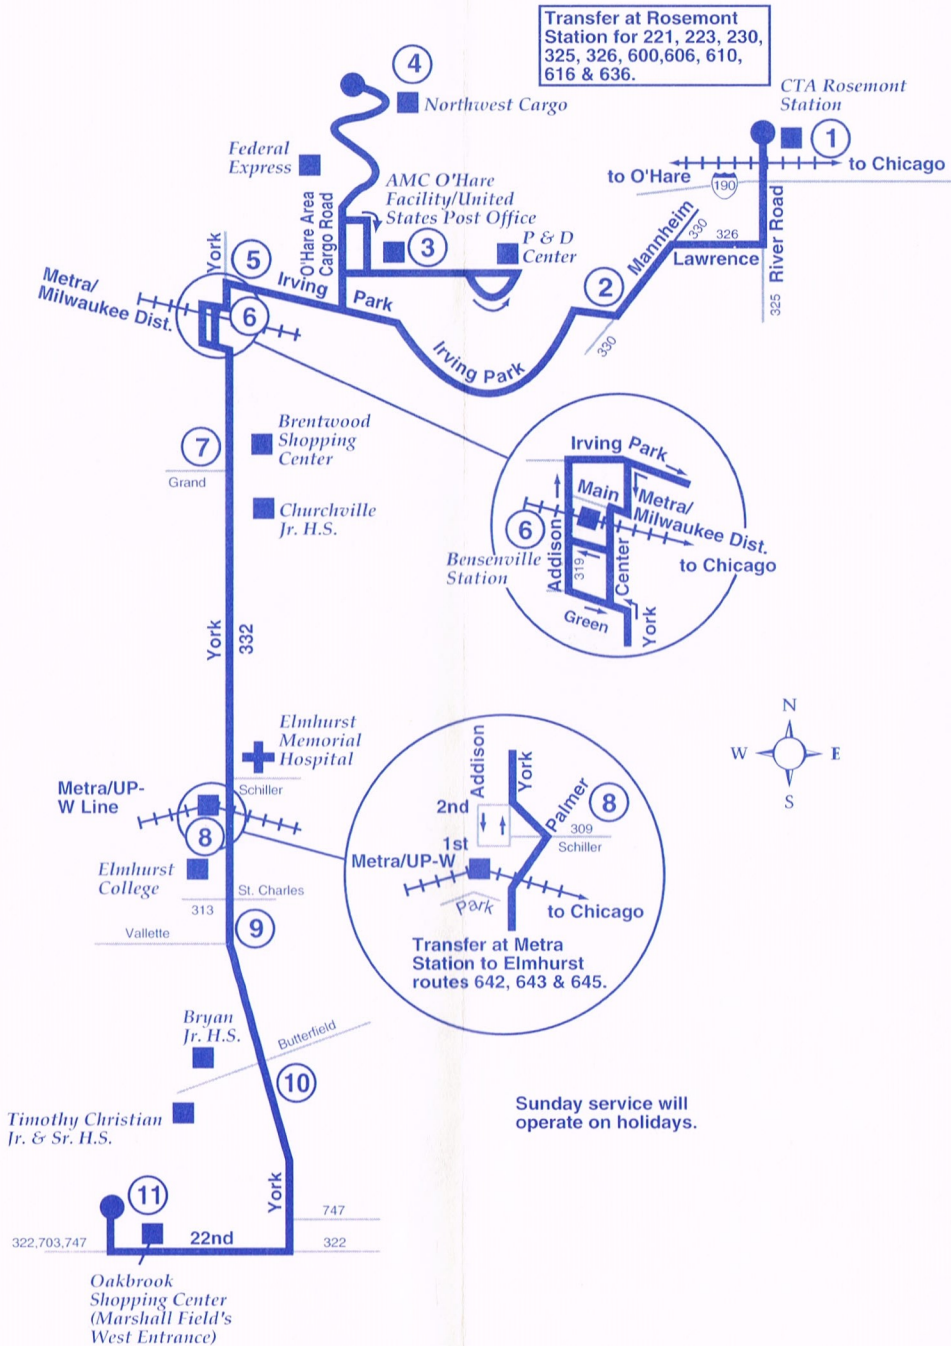 Transfer at Rosemont
Station for 221, 223, 230,
325, 326, 600,606, 610,
616 & 636.
4
Northwest Cargo
CTA Rosemont
Station
1
to Chicago
to O'Hare
190
River Road
325
326
Lawrence
Mannheim
330
330
2
Federal
Express
O'Hare Area
Cargo Road
AMC O'Hare
Facility/United
States Post Office
3
P & D
Center
York
5
Irving
Park
Irving Park
Metra/
Milwaukee Dist.
6
7
Grand
Brentwood
Shopping
Center
Churchville
Jr. H.S.
Irving Park
Main
Metra/
Milwaukee Dist.
to Chicago
6
Bensenville
Station
Addison
319
Center
Green
York
York
332
Elmhurst
Memorial
Hospital
Schiller
Metra/UP-
W Line
8
Elmhurst
College
St. Charles
313
Vallette
9
Addison
York
Palmer
8
2nd
309
Schiller
1st
Metra/UP-W
Park
to Chicago
Transfer at Metra
Station to Elmhurst
routes 642, 643 & 645.
N
W
E
S
Bryan
Jr. H.S.
Butterfield
10
Timothy Christian
Jr. & Sr. H.S.
Sunday service will
operate on holidays.
11
York
747
322,703,747
22nd
322
Oakbrook
Shopping Center
(Marshall Field's
West Entrance)